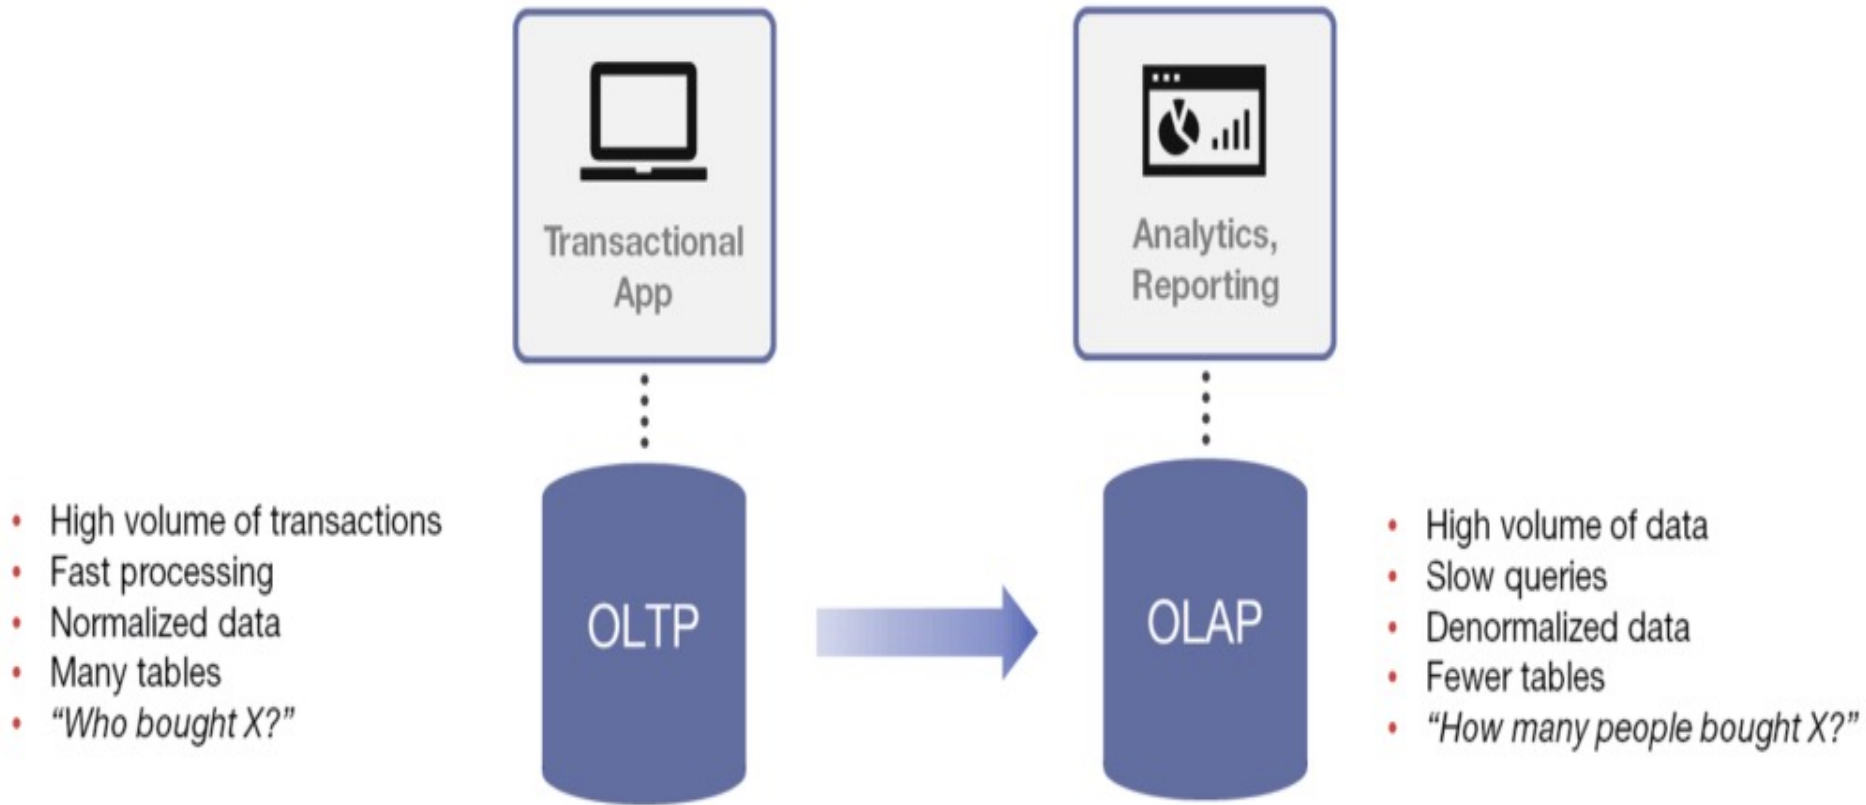 Transactional
App
Analytics,
Reporting
• High volume of transactions
• Fast processing
• Normalized data
• Many tables
• “Who bought X?”
OLTP
OLAP
• High volume of data
• Slow queries
• Denormalized data
• Fewer tables
• “How many people bought X?”